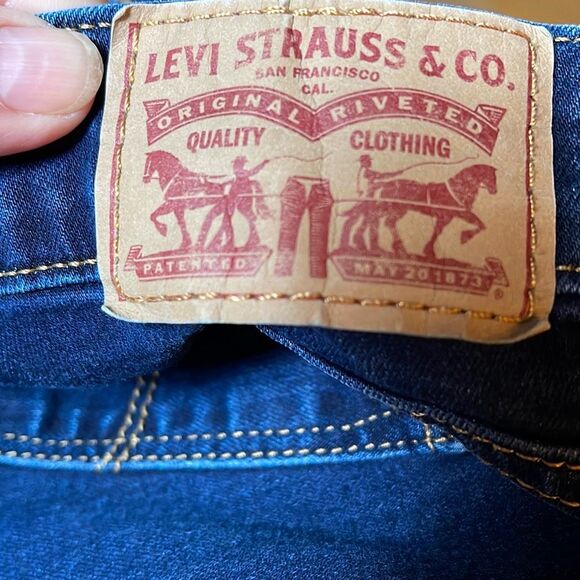 LEVI STRAUSS & CO.
SAN FRANCISCO
CAL.
ORIGINAL RIVETED
QUALITY CLOTHING
PATENTED MAY 20 1873
®